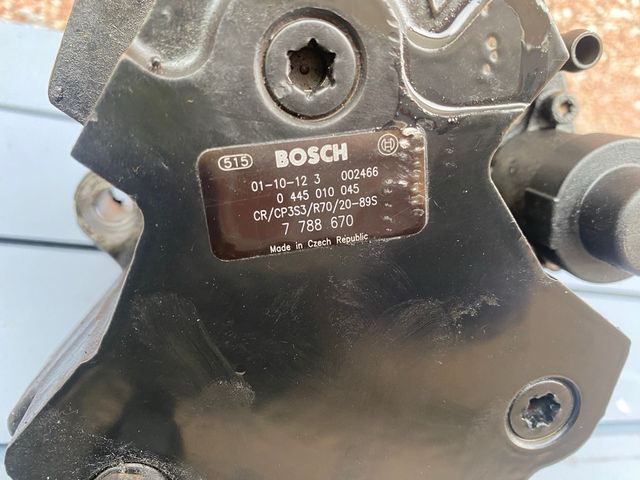 515 BOSCH
01-10-12 3 002466
0 445 010 045
CR/CP3S3/R70/20-89S
7 788 670
Made in Czech Republic